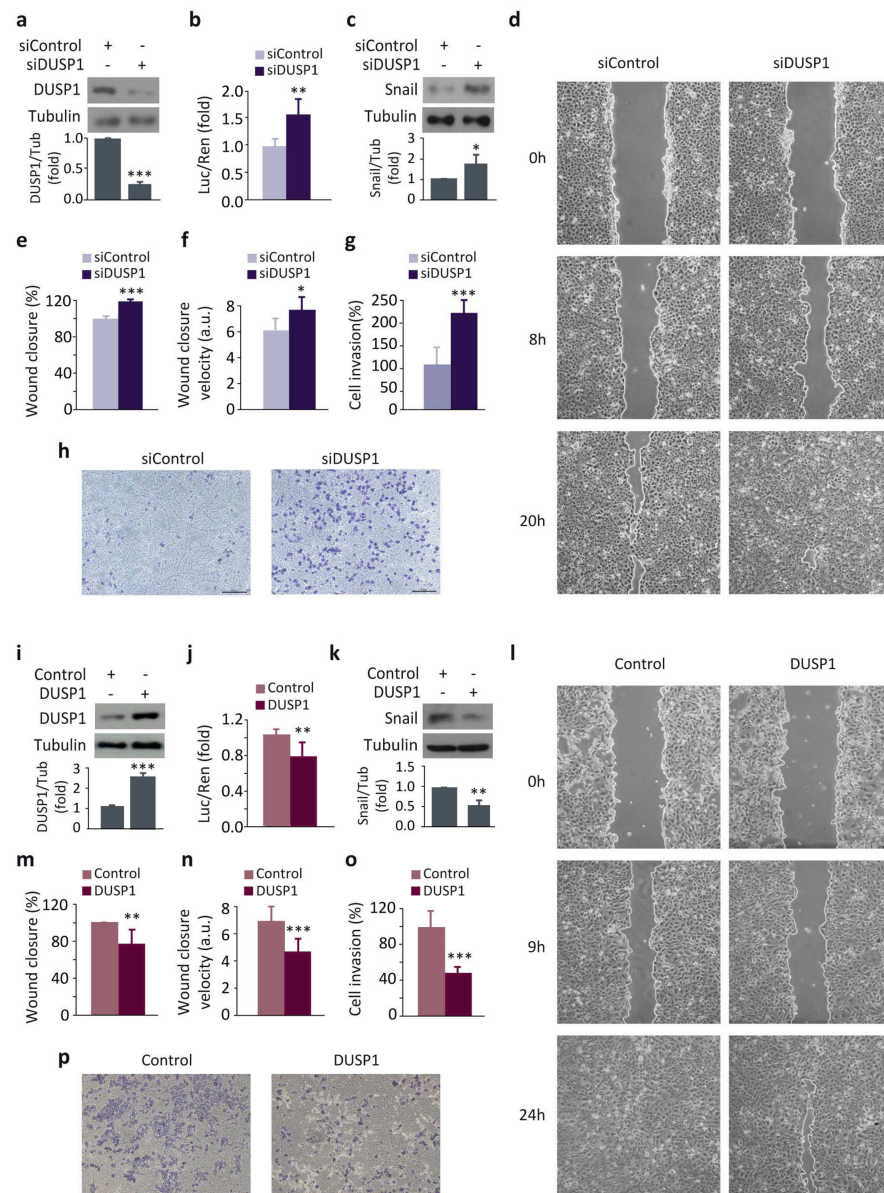 a
siControl + -
siDUSP1 - +
DUSP1
Tubulin
DUSP1/Tub (fold)
1.0
0.5
0.0
***
b
siControl
siDUSP1
Luc/Ren (fold)
2.0
1.5
1.0
0.5
0.0
**
c
siControl + -
siDUSP1 - +
Snail
Tubulin
Snail/Tub (fold)
3
2
1
0
*
d
siControl
siDUSP1
0h
8h
20h
e
siControl
siDUSP1
Wound closure (%)
120
80
60
0
***
f
siControl
siDUSP1
Wound closure velocity (a.u.)
8
6
4
2
0
*
g
siControl
siDUSP1
Cell invasion(%)
250
200
150
100
50
0
***
h
siControl
siDUSP1
i
Control + -
DUSP1 - +
DUSP1
Tubulin
DUSP1/Tub (fold)
3
2
1
0
***
j
Control
DUSP1
Luc/Ren (fold)
1.2
0.8
0.4
0
**
k
Control + -
DUSP1 - +
Snail
Tubulin
Snail/Tub (fold)
1.5
1.0
0.5
0.0
**
l
Control
DUSP1
0h
9h
24h
m
Control
DUSP1
Wound closure (%)
120
80
40
0
**
n
Control
DUSP1
Wound closure velocity (a.u.)
8
6
4
2
0
***
o
Control
DUSP1
Cell invasion (%)
120
80
40
0
***
p
Control
DUSP1